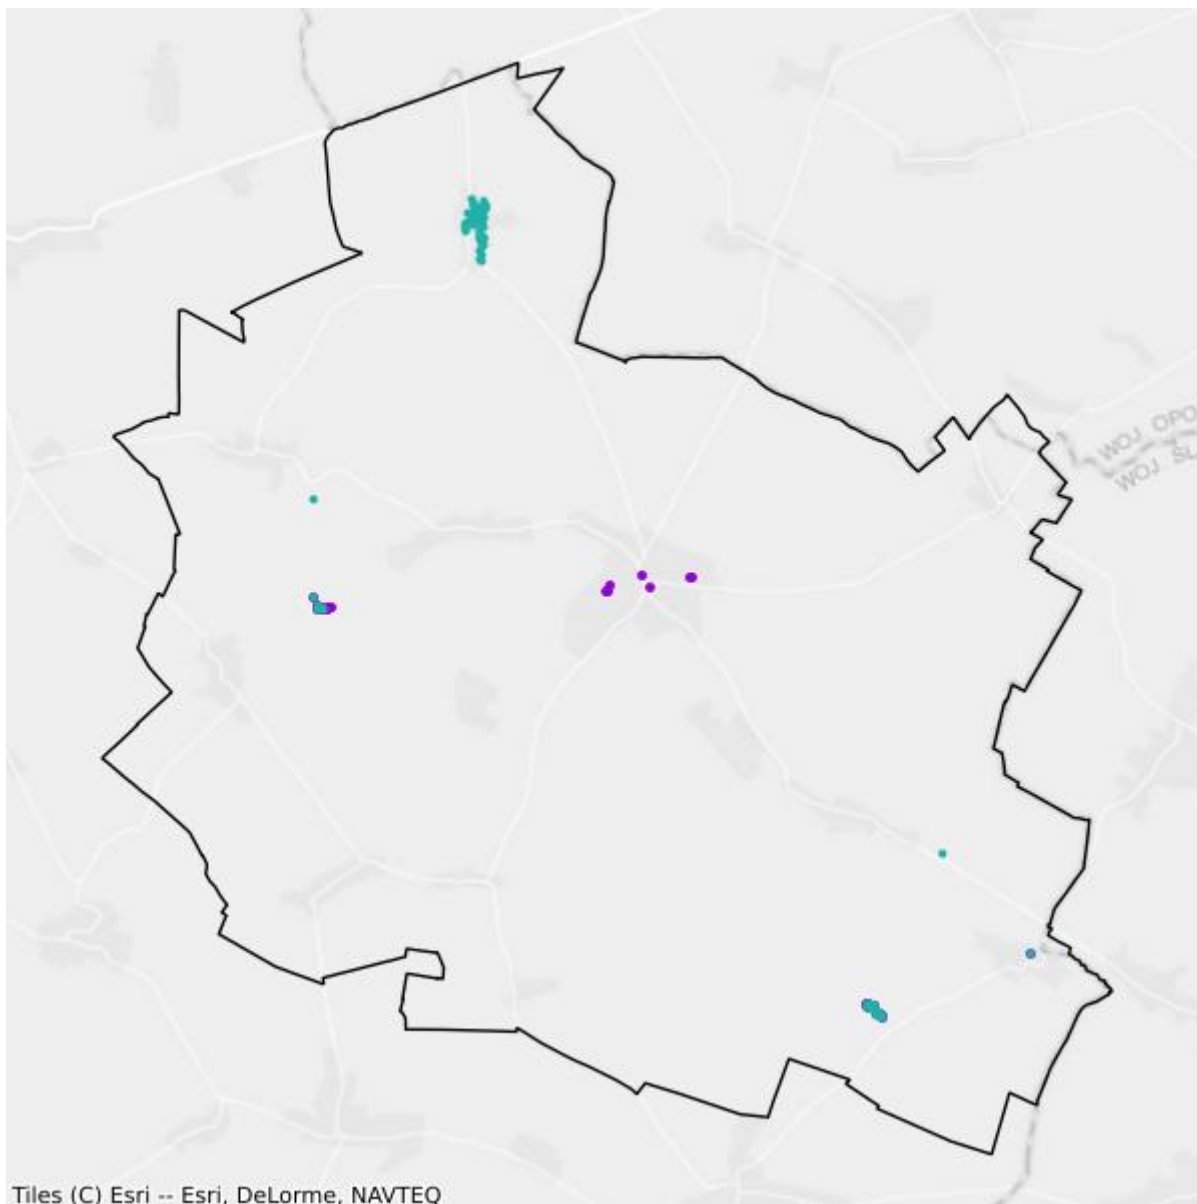 WOJ OPO
WOJ ŚL
Tiles (C) Esri -- Esri, DeLorme, NAVTEQ